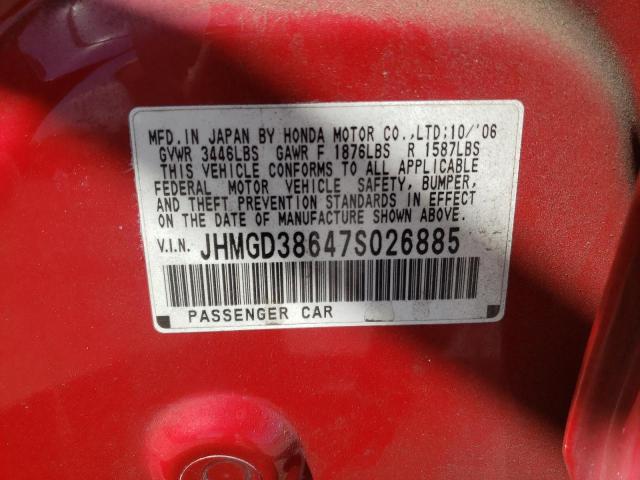 MFD. IN JAPAN BY HONDA MOTOR CO., LTD; 10/'06
GVWR 3446LBS GAWR F 1876LBS R 1587LBS
THIS VEHICLE CONFORMS TO ALL APPLICABLE
FEDERAL MOTOR VEHICLE SAFETY, BUMPER,
AND THEFT PREVENTION STANDARDS IN EFFECT
ON THE DATE OF MANUFACTURE SHOWN ABOVE.
V.I.N. JHMGD38647S026885
PASSENGER CAR